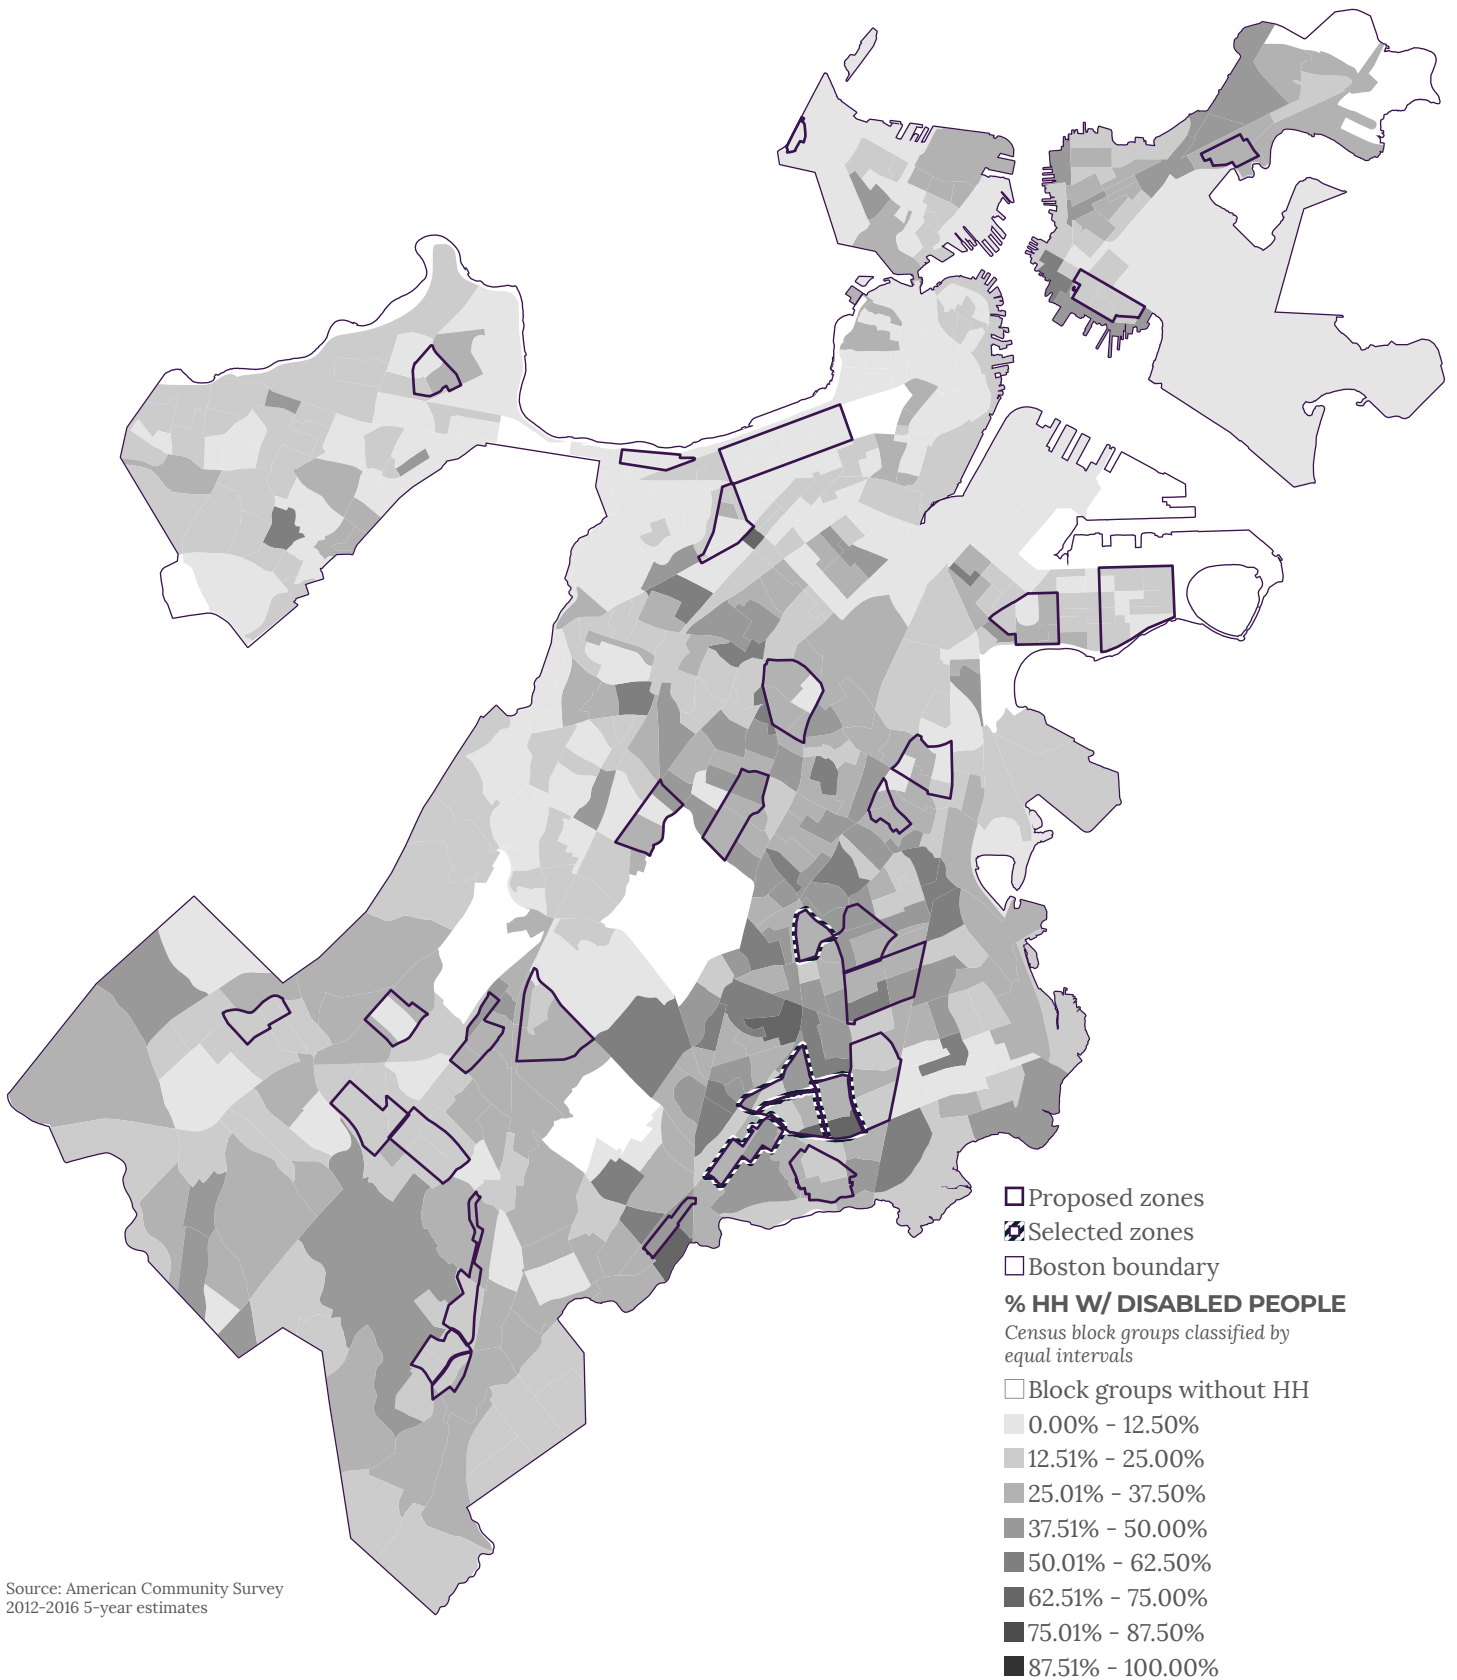 Proposed zones
Selected zones
Boston boundary
% HH W/ DISABLED PEOPLE
Census block groups classified by
equal intervals
Block groups without HH
0.00% - 12.50%
12.51% - 25.00%
25.01% - 37.50%
37.51% - 50.00%
50.01% - 62.50%
62.51% - 75.00%
75.01% - 87.50%
87.51% - 100.00%
Source: American Community Survey
2012-2016 5-year estimates